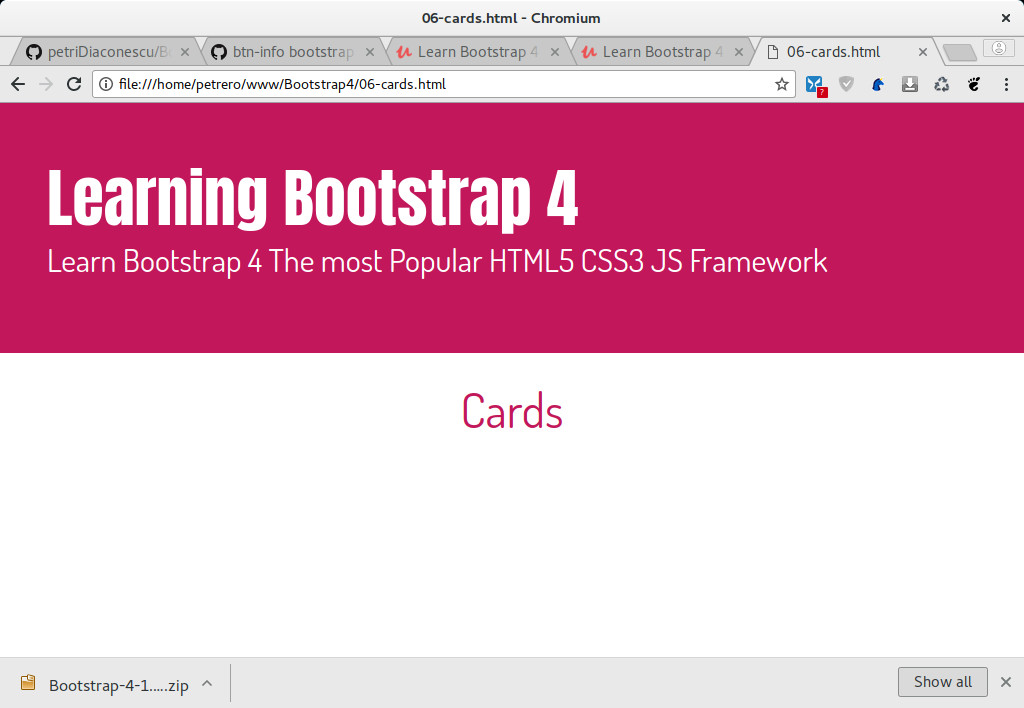 06-cards.html - Chromium
petriDiaconescu/B
btn-info bootstrap
Learn Bootstrap 4
Learn Bootstrap 4
06-cards.html
file:///home/petrero/www/Bootstrap4/06-cards.html
?
Learning Bootstrap 4
Learn Bootstrap 4 The most Popular HTML5 CSS3 JS Framework
Cards
Bootstrap-4-1.....zip
Show all